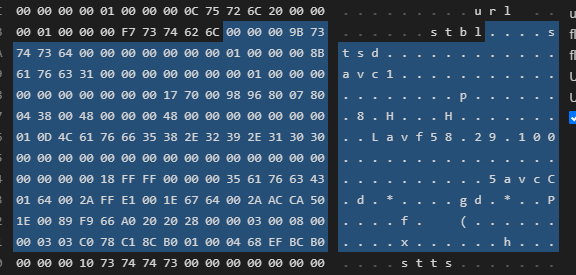 00 00 00 00 01 00 00 00 0C 75 72 6C 20 00 00 . . . . . . . . . u r l . .
00 01 00 00 00 F7 73 74 62 6C 00 00 00 9B 73 . . . . . . s t b l . . . . s
74 73 64 00 00 00 00 00 00 00 01 00 00 00 8B t s d . . . . . . . . . . . .
61 76 63 31 00 00 00 00 00 00 00 01 00 00 00 a v c 1 . . . . . . . . . . .
00 00 00 00 00 00 00 17 70 00 98 96 80 07 80 . . . . . . . . p . . . . . .
04 38 00 48 00 00 00 48 00 00 00 00 00 00 00 . 8 . H . . . H . . . . . . .
01 0D 4C 61 76 66 35 38 2E 32 39 2E 31 30 30 . . L a v f 5 8 . 2 9 . 1 0 0
00 00 00 00 00 00 00 00 00 00 00 00 00 00 00 . . . . . . . . . . . . . . .
00 00 00 00 18 FF FF 00 00 00 35 61 76 63 43 . . . . . . . . . . 5 a v c C
01 64 00 2A FF E1 00 1E 67 64 00 2A AC CA 50 . d . * . . . . g d . * . . P
1E 00 89 F9 66 A0 20 20 28 00 00 03 00 08 00 . . . . f . ( . . . . . .
00 03 03 C0 78 C1 8C B0 01 00 04 68 EF BC B0 . . . . x . . . . . . h . . .
00 00 00 10 73 74 74 73 00 00 00 00 00 00 00 . . . . s t t s . . . . . . .